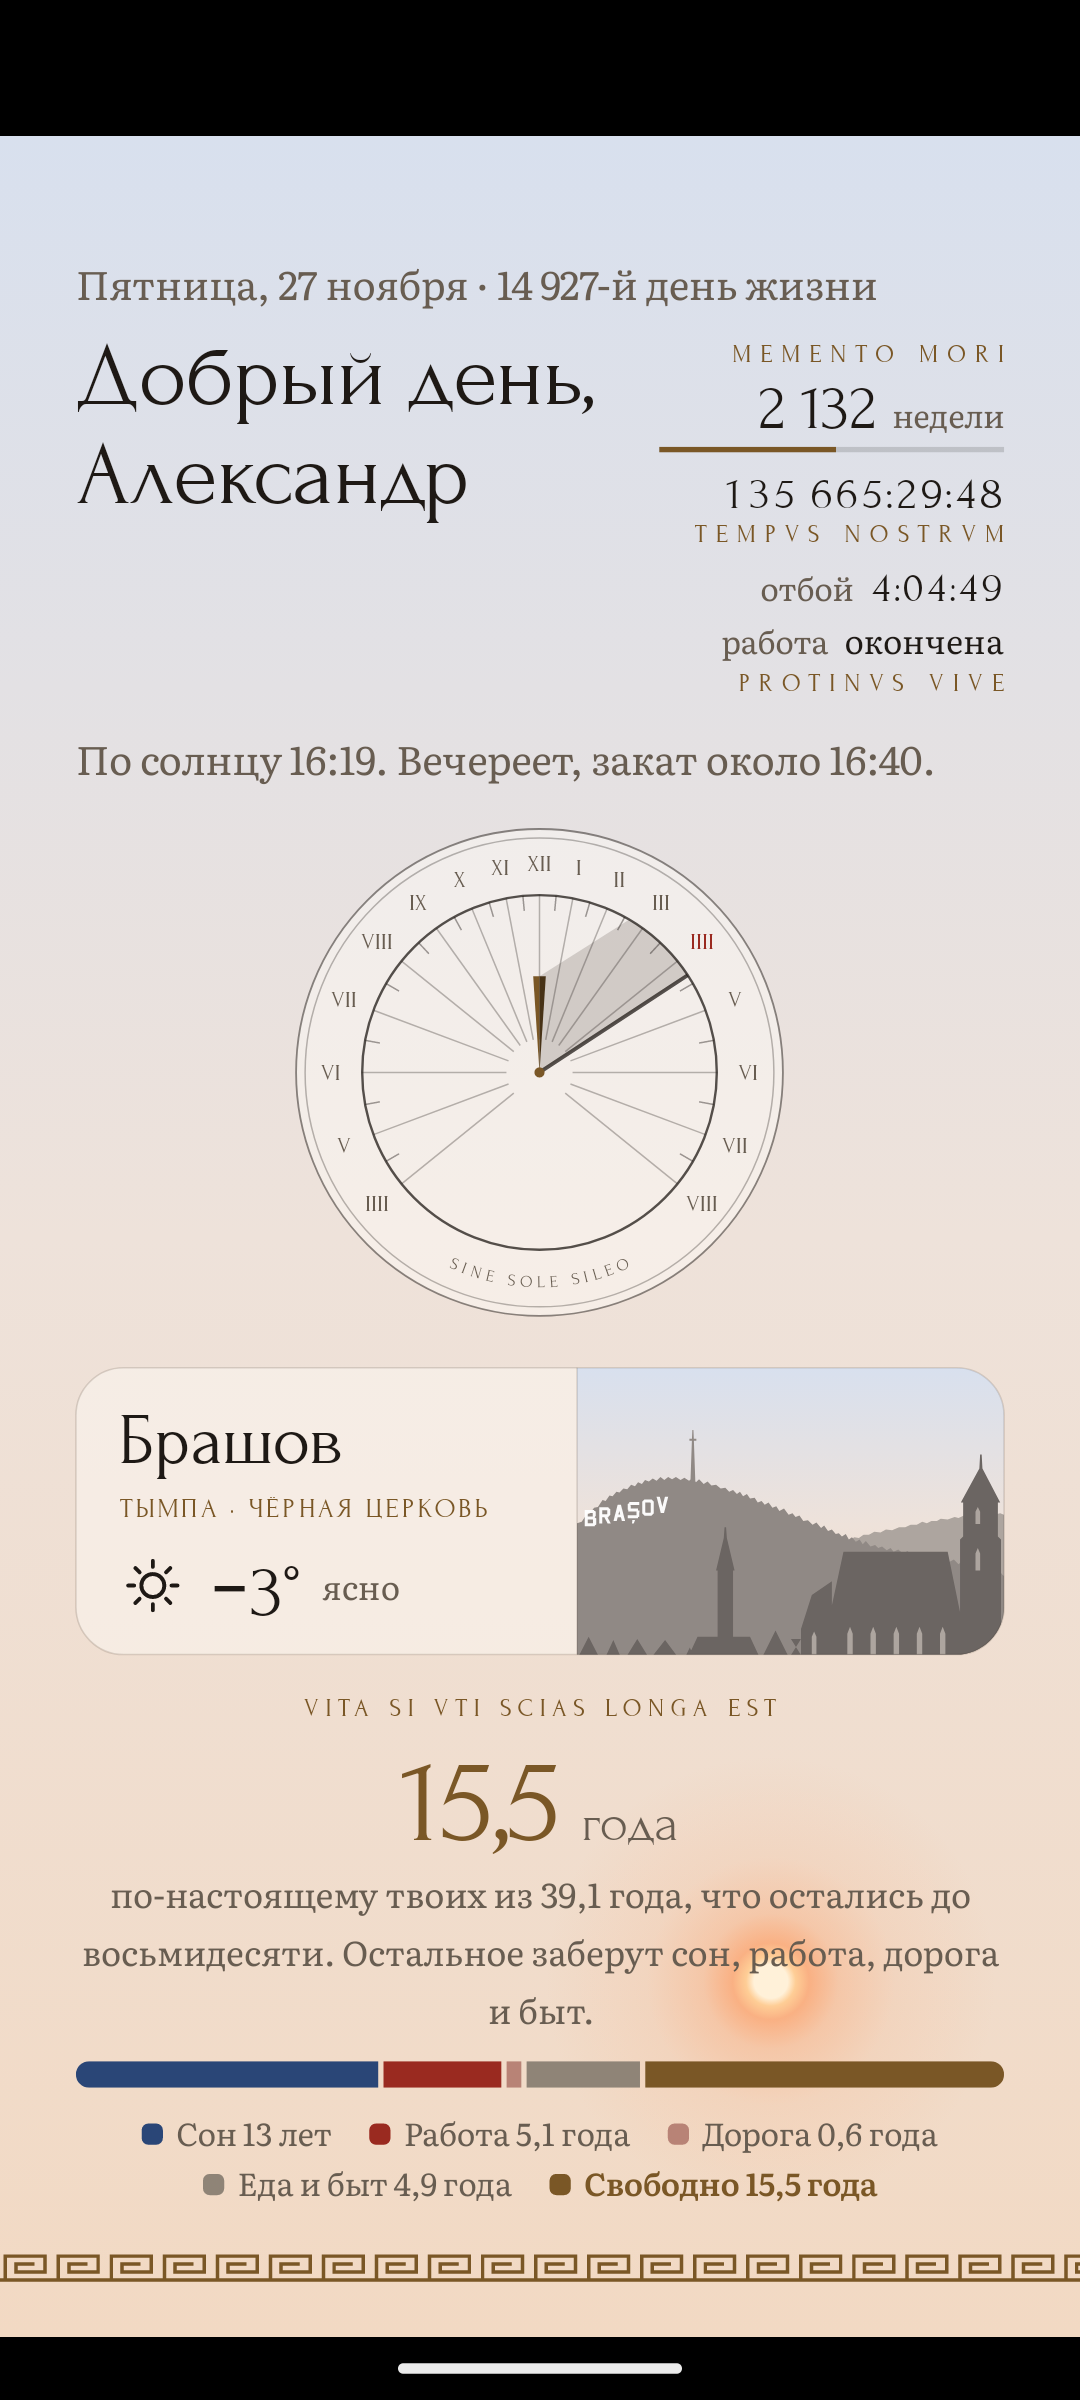 Пятница, 27 ноября · 14 927-й день жизни
Добрый день,
Александр
MEMENTO MORI
2 132 недели
135 665:29:48
TEMPVS NOSTRVM
отбой 4:04:49
работа окончена
PROTINVS VIVE
По солнцу 16:19. Вечереет, закат около 16:40.
XII
XI
I
X
II
IX
III
VIII
IIII
VII
V
VI
VI
V
VII
IIII
VIII
SINE SOLE SILEO
Брашов
ТЫМПА · ЧЁРНАЯ ЦЕРКОВЬ
−3° ясно
BRAȘOV
VITA SI VTI SCIAS LONGA EST
15,5 года
по-настоящему твоих из 39,1 года, что остались до
восьмидесяти. Остальное заберут сон, работа, дорога
и быт.
Сон 13 лет Работа 5,1 года Дорога 0,6 года
Еда и быт 4,9 года Свободно 15,5 года